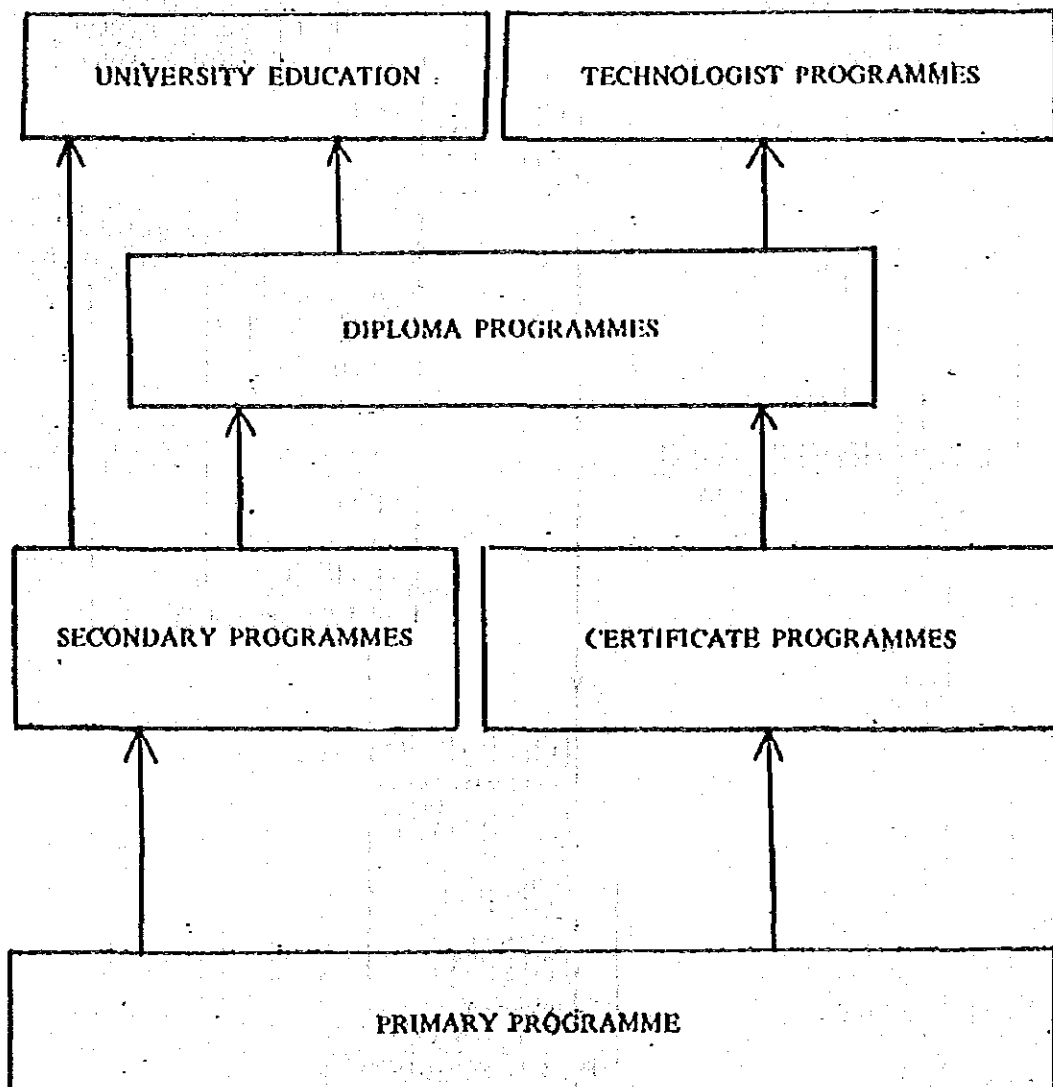 UNIVERSITY EDUCATION
TECHNOLOGIST PROGRAMMES
DIPLOMA PROGRAMMES
SECONDARY PROGRAMMES
CERTIFICATE PROGRAMMES
PRIMARY PROGRAMME